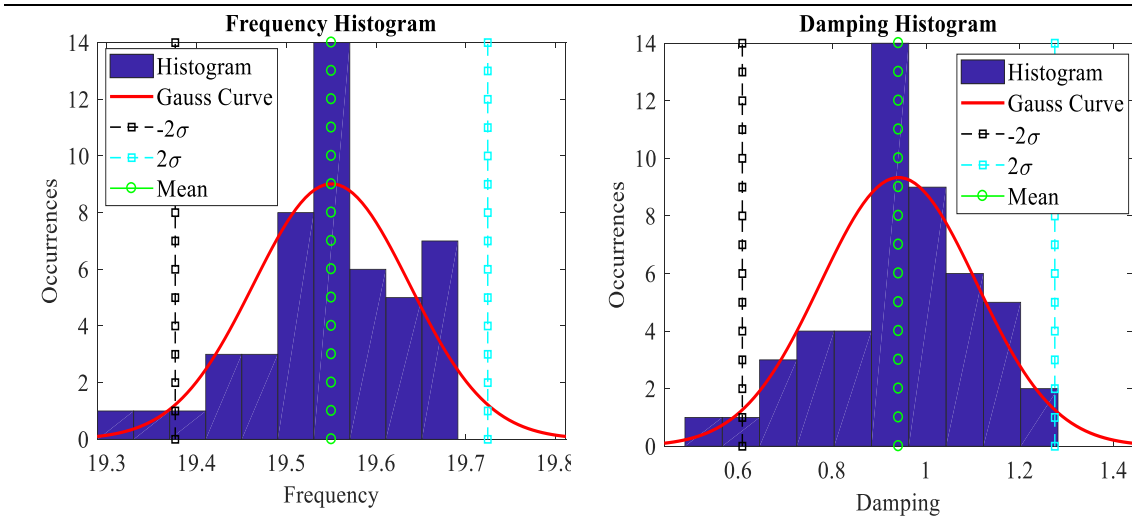 Frequency Histogram
14
12
10
8
6
4
2
0
Histogram
Gauss Curve
-2σ
2σ
Mean
Occurrences
19.3 19.4 19.5 19.6 19.7 19.8
Frequency
Damping Histogram
14
12
10
8
6
4
2
0
Histogram
Gauss Curve
-2σ
2σ
Mean
Occurrences
0.6 0.8 1 1.2 1.4
Damping